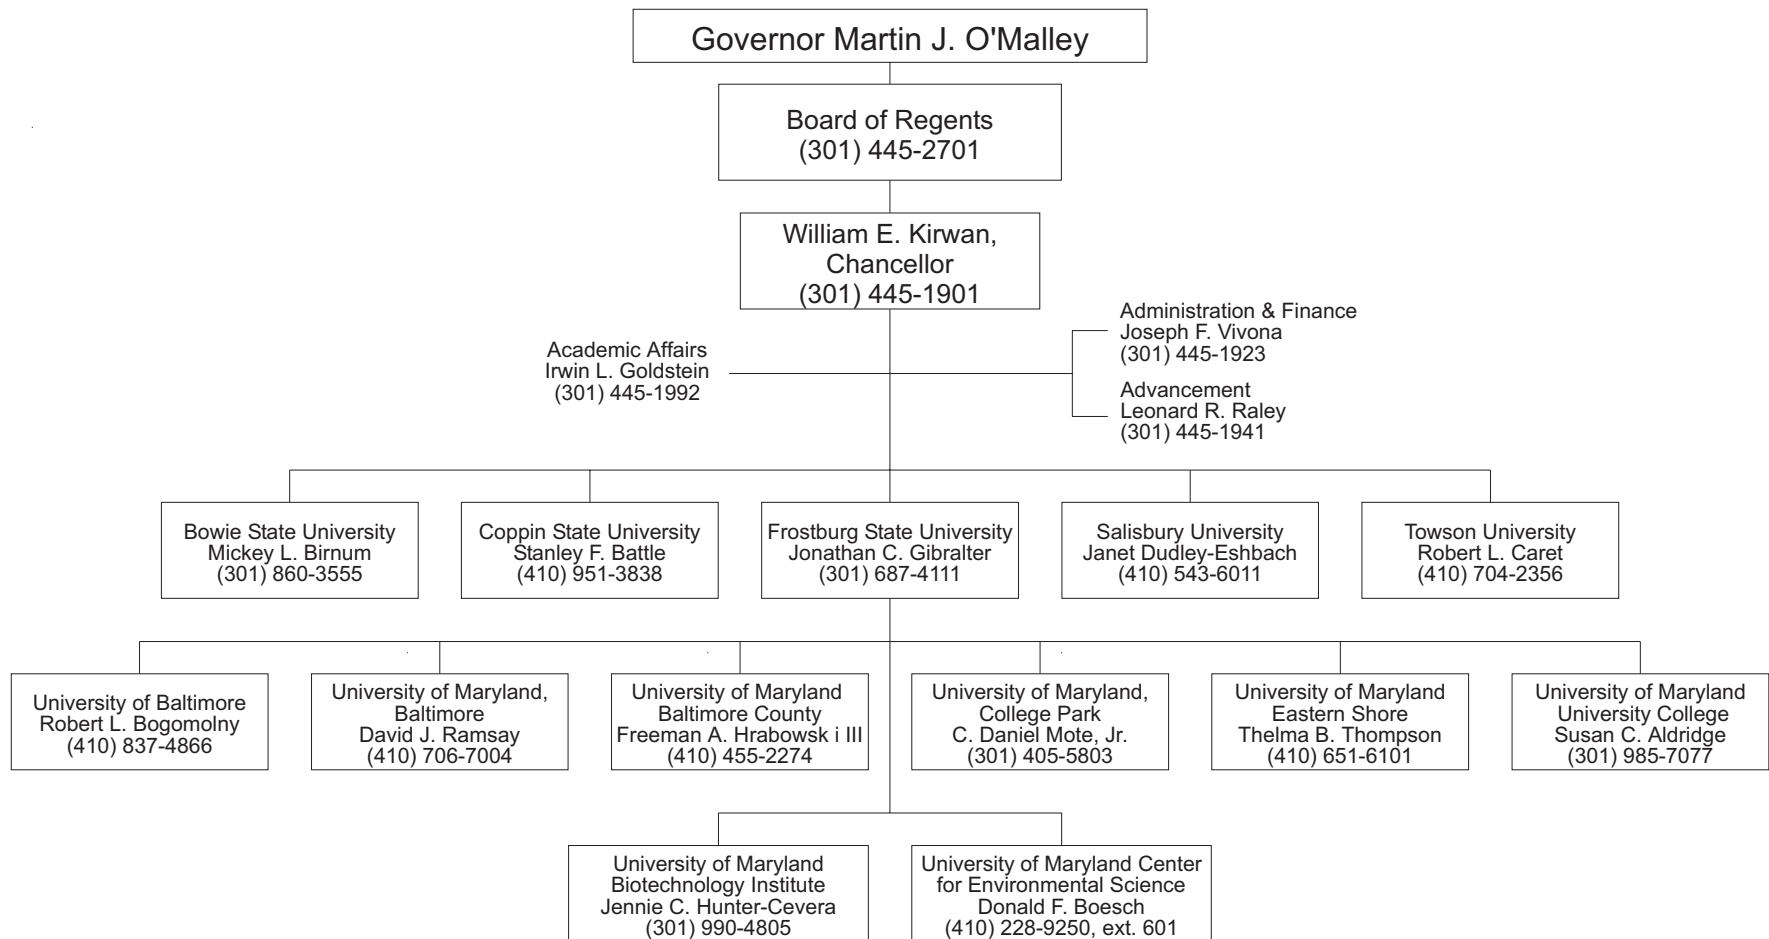 Governor Martin J. O'Malley
Board of Regents
(301) 445-2701
William E. Kirwan,
Chancellor
(301) 445-1901
Academic Affairs
Irwin L. Goldstein
(301) 445-1992
Administration & Finance
Joseph F. Vivona
(301) 445-1923
Advancement
Leonard R. Raley
(301) 445-1941
Bowie State University
Mickey L. Birnum
(301) 860-3555
Coppin State University
Stanley F. Battle
(410) 951-3838
Frostburg State University
Jonathan C. Gibralter
(301) 687-4111
Salisbury University
Janet Dudley-Eshbach
(410) 543-6011
Towson University
Robert L. Caret
(410) 704-2356
University of Baltimore
Robert L. Bogomolny
(410) 837-4866
University of Maryland,
Baltimore
David J. Ramsay
(410) 706-7004
University of Maryland
Baltimore County
Freeman A. Hrabowsk i III
(410) 455-2274
University of Maryland,
College Park
C. Daniel Mote, Jr.
(301) 405-5803
University of Maryland
Eastern Shore
Thelma B. Thompson
(410) 651-6101
University of Maryland
University College
Susan C. Aldridge
(301) 985-7077
University of Maryland
Biotechnology Institute
Jennie C. Hunter-Cevera
(301) 990-4805
University of Maryland Center
for Environmental Science
Donald F. Boesch
(410) 228-9250, ext. 601